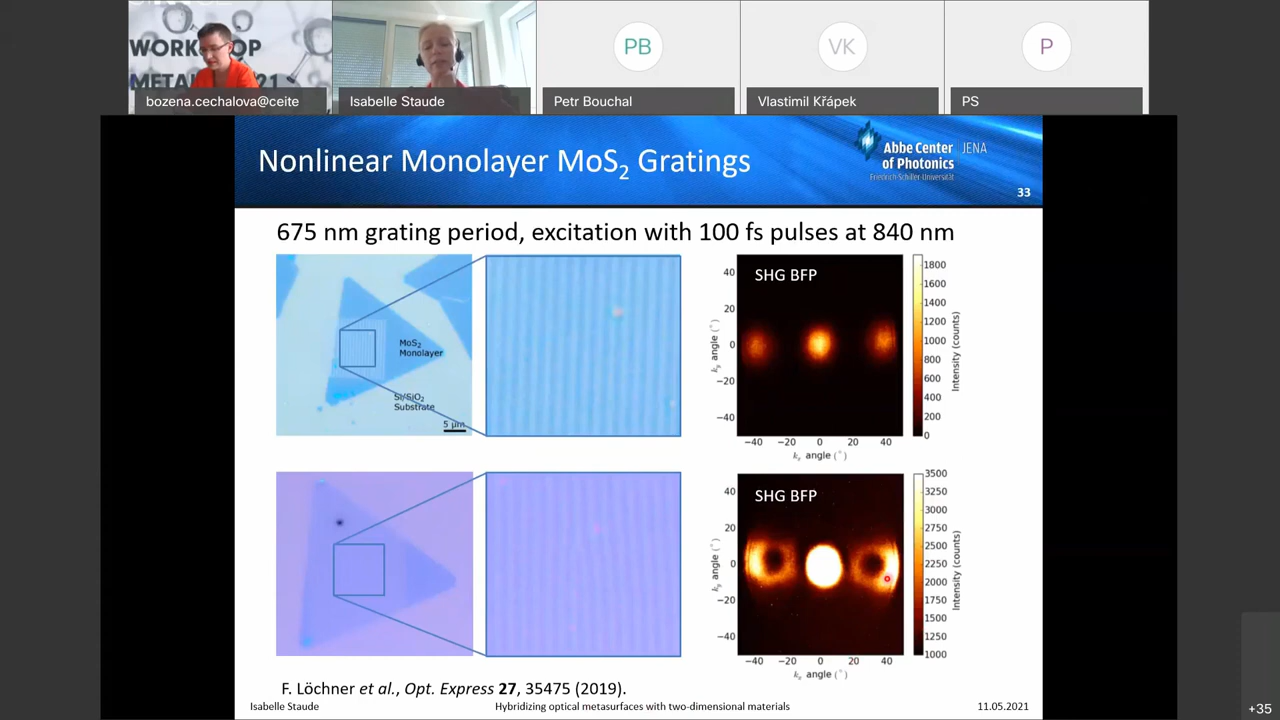 WORKSHOP
METAL 21
bozena.cechalova@ceite
Isabelle Staude
PB
Petr Bouchal
VK
Vlastimil Křápek
P
PS
Nonlinear Monolayer MoS2 Gratings
Abbe Center
of Photonics
JENA
Friedrich-Schiller-Universität
33
675 nm grating period, excitation with 100 fs pulses at 840 nm
MoS2
Monolayer
Si/SiO2
Substrate
5 μm
SHG BFP
40
20
0
−20
−40
ky angle (°)
−40 −20 0 20 40
kx angle (°)
1800
1600
1400
1200
1000
800
600
400
200
0
Intensity (counts)
SHG BFP
40
20
0
−20
−40
ky angle (°)
−40 −20 0 20 40
kx angle (°)
3500
3250
3000
2750
2500
2250
2000
1750
1500
1250
1000
Intensity (counts)
F. Löchner et al., Opt. Express 27, 35475 (2019).
Isabelle Staude
Hybridizing optical metasurfaces with two-dimensional materials
11.05.2021
+35